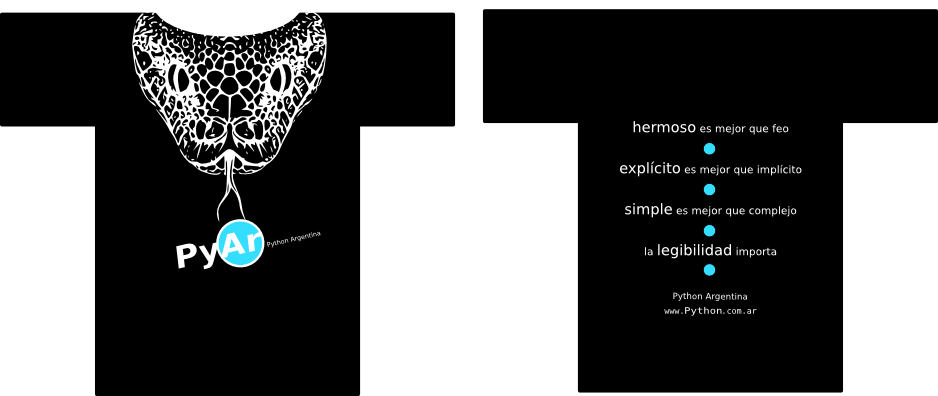 PyAr Python Argentina
hermoso es mejor que feo
explícito es mejor que implícito
simple es mejor que complejo
la legibilidad importa
Python Argentina
www.Python.com.ar